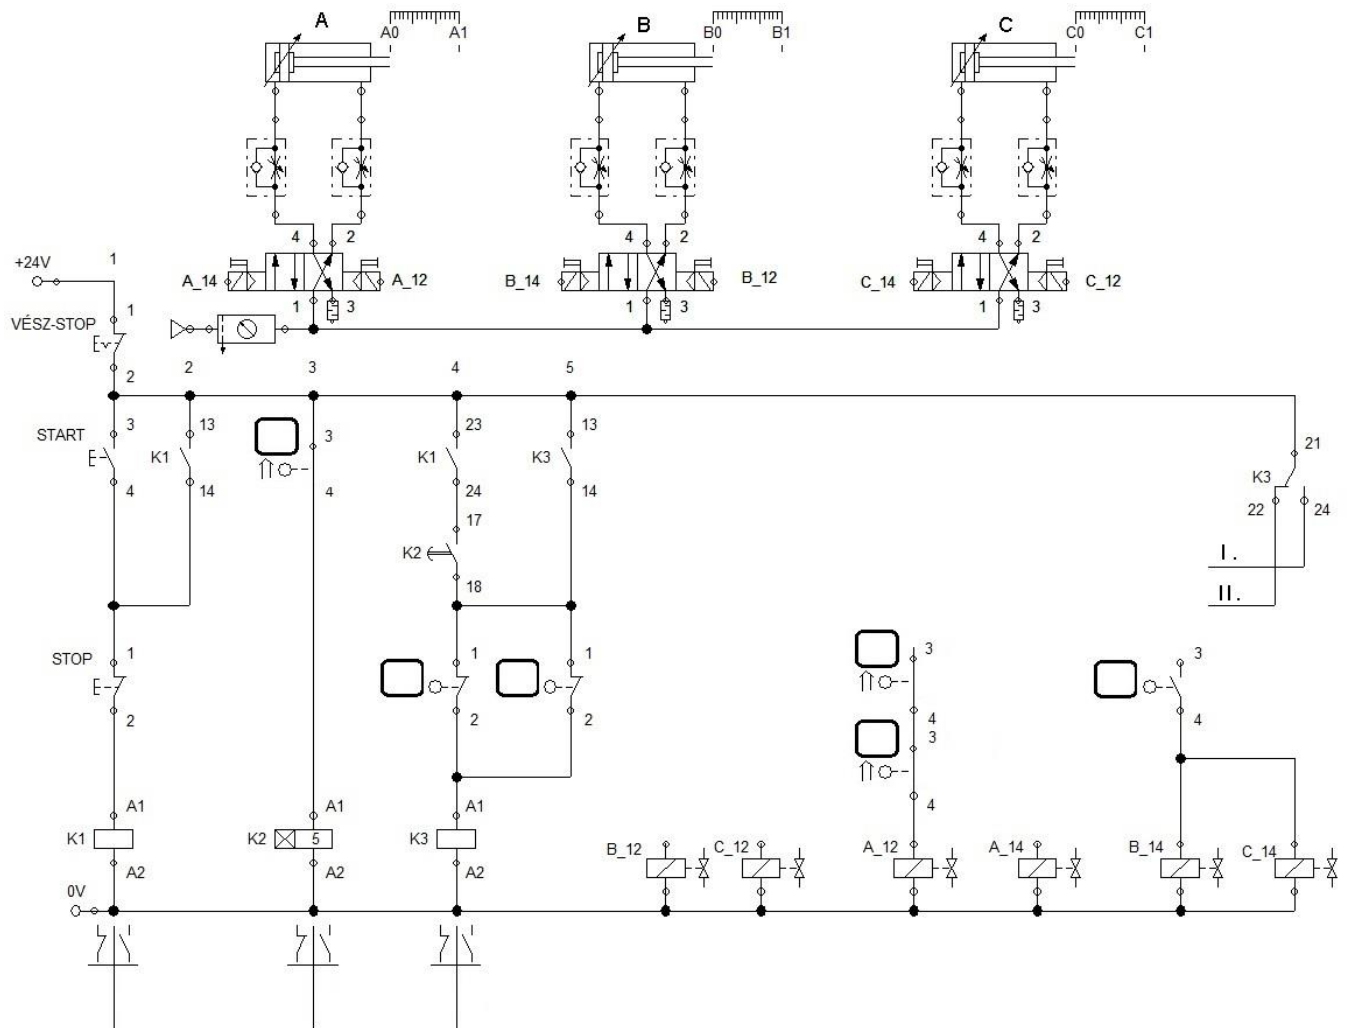 A
A0 A1
B
B0 B1
C
C0 C1
4 2
4 2
4 2
A_14 A_12
B_14 B_12
C_14 C_12
1 3
1 3
1 3
+24V
1
1
VÉSZ-STOP
2
2 3 4 5
START
3
4
13
K1
14
3
4
23
K1
24
17
K2
18
13
K3
14
21
K3
22 24
I.
II.
STOP
1
2
1
2
1
2
3
4
3
4
3
4
K1
A1
A2
K2
5
A1
A2
K3
A1
A2
B_12
C_12
A_12
A_14
B_14
C_14
0V